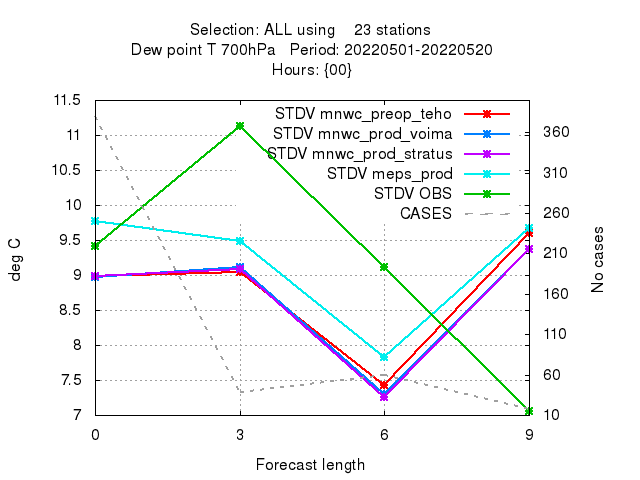 Selection: ALL using    23 stations
Dew point T 700hPa   Period: 20220501-20220520
Hours: {00}
STDV mnwc_preop_teho
STDV mnwc_prod_voima
STDV mnwc_prod_stratus
STDV meps_prod
STDV OBS
CASES
11.5
11
10.5
10
9.5
9
8.5
8
7.5
7
deg C
360
310
260
210
160
110
60
10
No cases
0 3 6 9
Forecast length